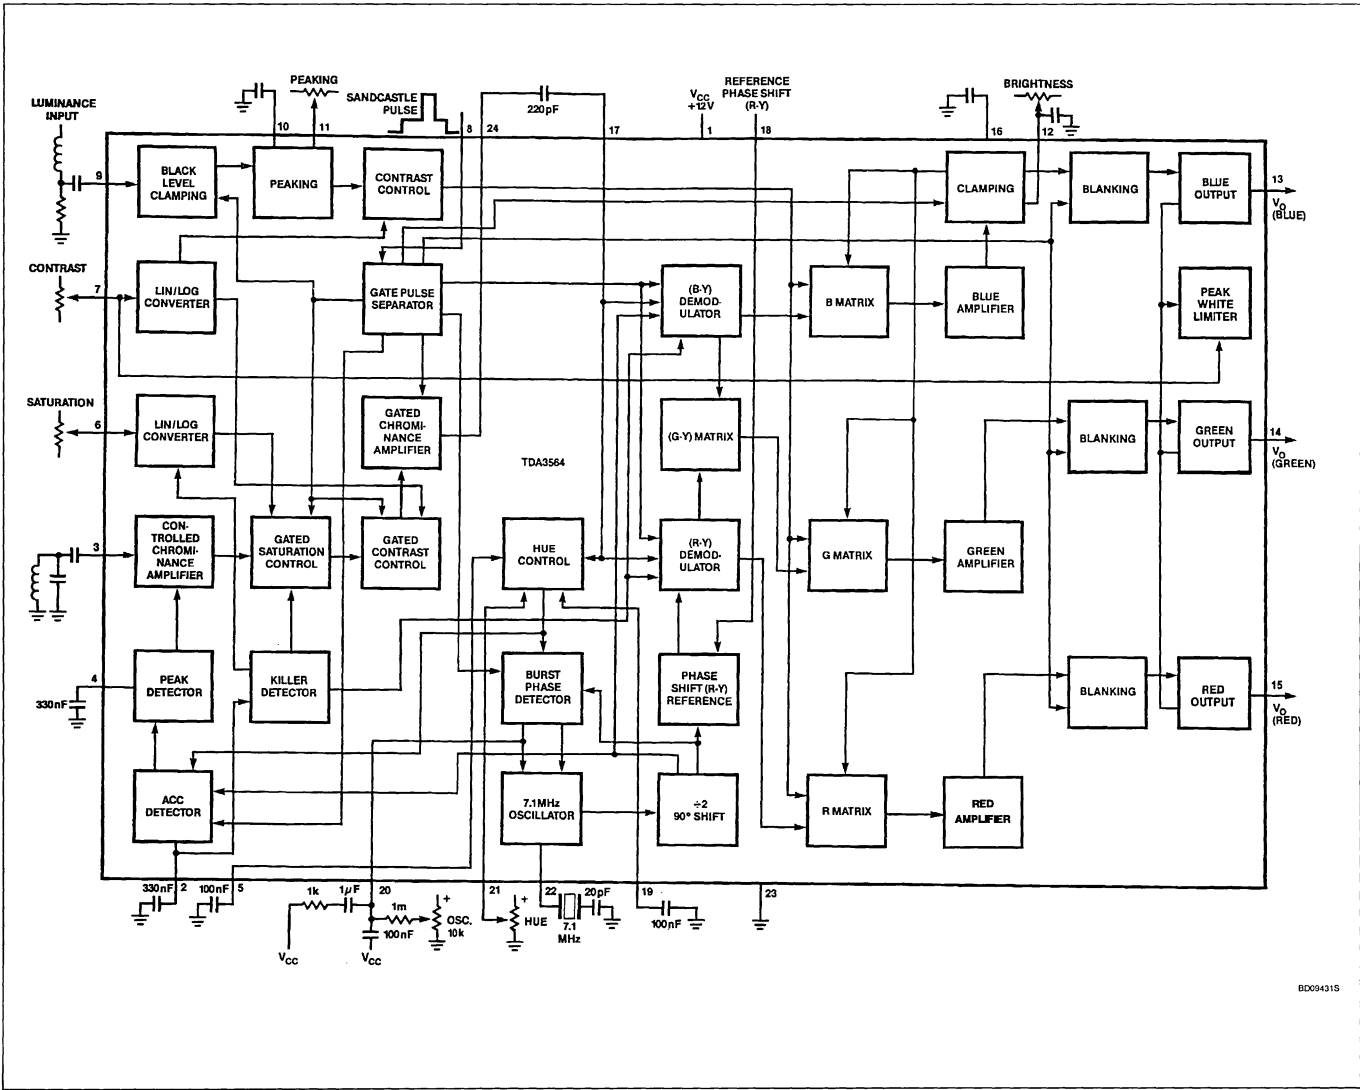 PEAKING
REFERENCE
PHASE SHIFT
(R-Y)
BRIGHTNESS
SANDCASTLE
PULSE
VCC
+12V
LUMINANCE
INPUT
220pF
10
11
8
24
17
1
18
16
12
9
BLACK
LEVEL
CLAMPING
PEAKING
CONTRAST
CONTROL
CLAMPING
BLANKING
BLUE
OUTPUT
13
VO
(BLUE)
CONTRAST
7
LIN/LOG
CONVERTER
GATE PULSE
SEPARATOR
(B-Y)
DEMOD-
ULATOR
B MATRIX
BLUE
AMPLIFIER
PEAK
WHITE
LIMITER
SATURATION
6
LIN/LOG
CONVERTER
GATED
CHROMI-
NANCE
AMPLIFIER
TDA3564
(G-Y) MATRIX
BLANKING
GREEN
OUTPUT
14
VO
(GREEN)
3
CON-
TROLLED
CHROMI-
NANCE
AMPLIFIER
GATED
SATURATION
CONTROL
GATED
CONTRAST
CONTROL
HUE
CONTROL
(R-Y)
DEMOD-
ULATOR
G MATRIX
GREEN
AMPLIFIER
4
330nF
PEAK
DETECTOR
KILLER
DETECTOR
BURST
PHASE
DETECTOR
PHASE
SHIFT (R-Y)
REFERENCE
BLANKING
RED
OUTPUT
15
VO
(RED)
ACC
DETECTOR
7.1MHz
OSCILLATOR
÷2
90° SHIFT
R MATRIX
RED
AMPLIFIER
330nF
2
100nF
5
1k
1µF
20
1m
100nF
+
OSC.
10k
VCC
VCC
21
+
HUE
22
20pF
7.1
MHz
19
100nF
23
BD09431S